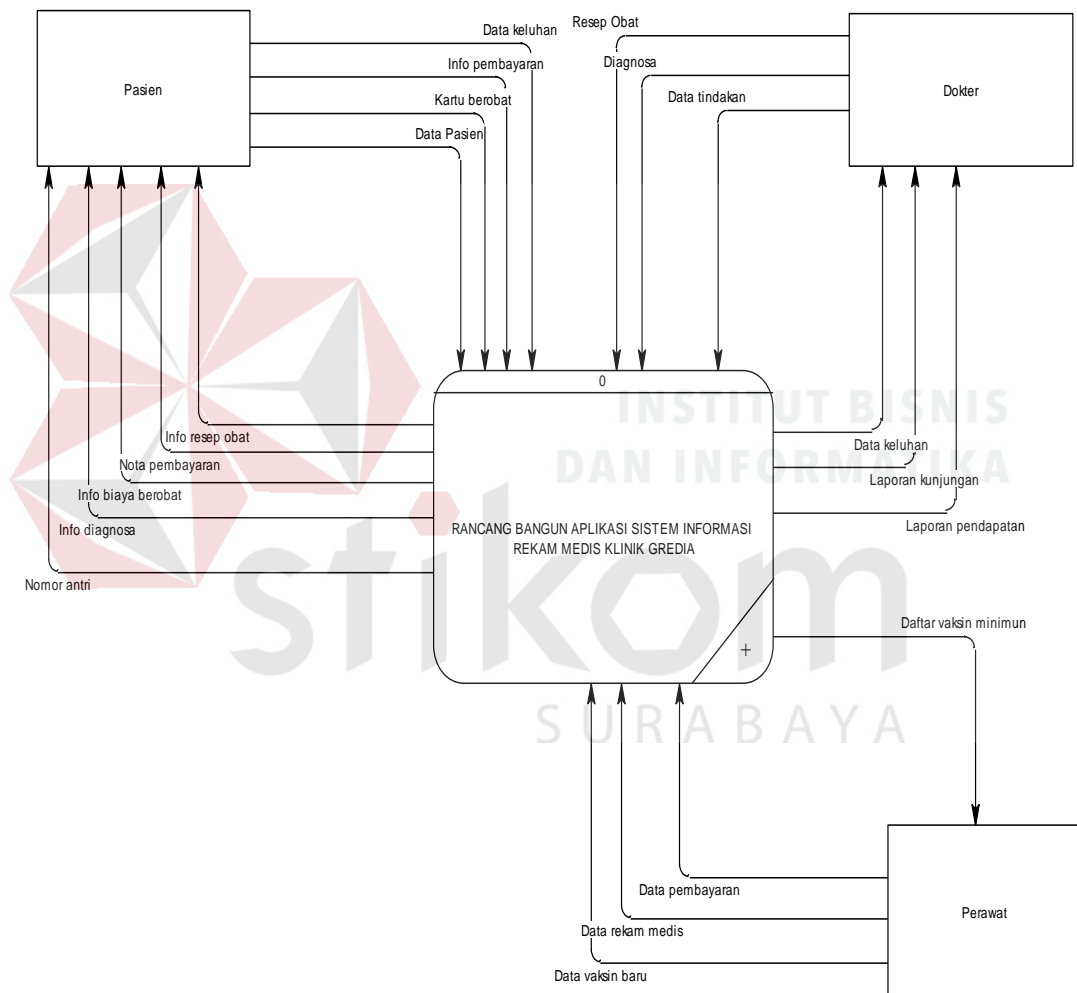 Data keluhan
Resep Obat
Info pembayaran
Diagnosa
Pasien
Dokter
Kartu berobat
Data tindakan
Data Pasien
0
INSTITUT BISNIS
DAN INFORMATIKA
Info resep obat
Data keluhan
Nota pembayaran
Laporan kunjungan
Info biaya berobat
Info diagnosa
Laporan pendapatan
RANCANG BANGUN APLIKASI SISTEM INFORMASI
REKAM MEDIS KLINIK GREDIA
Nomor antri
stikom
Daftar vaksin minimun
+
SURABAYA
Data pembayaran
Perawat
Data rekam medis
Data vaksin baru